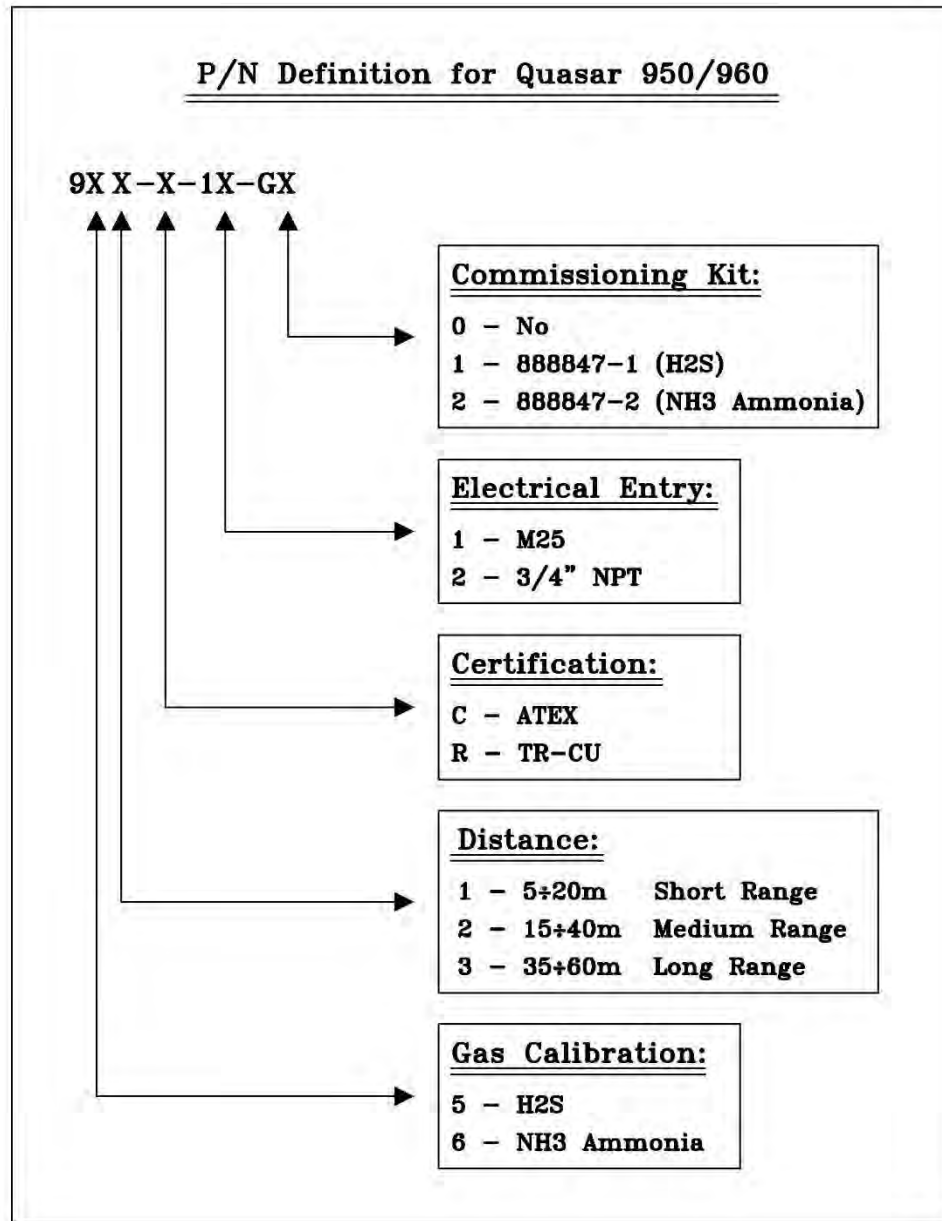 P/N Definition for Quasar 950/960
9X X-X-1X-GX
Commissioning Kit:
0 - No
1 - 888847-1 (H2S)
2 - 888847-2 (NH3 Ammonia)
Electrical Entry:
1 - M25
2 - 3/4" NPT
Certification:
C - ATEX
R - TR-CU
Distance:
1 - 5÷20m Short Range
2 - 15÷40m Medium Range
3 - 35÷60m Long Range
Gas Calibration:
5 - H2S
6 - NH3 Ammonia